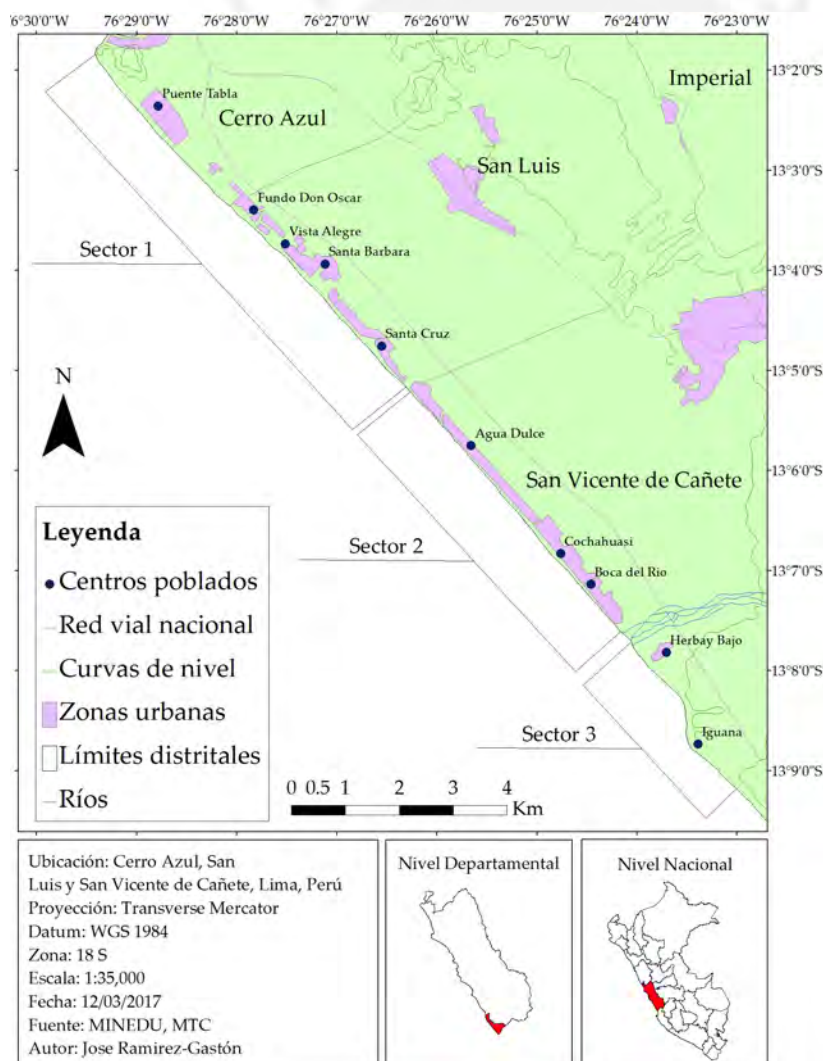 76°30'0"W 76°29'0"W 76°28'0"W 76°27'0"W 76°26'0"W 76°25'0"W 76°24'0"W 76°23'0"W
13°2'0"S
13°3'0"S
13°4'0"S
13°5'0"S
13°6'0"S
13°7'0"S
13°8'0"S
13°9'0"S
Imperial
Puente Tabla
Cerro Azul
San Luis
Fundo Don Oscar
Vista Alegre
Santa Barbara
Sector 1
Santa Cruz
N
Agua Dulce
San Vicente de Cañete
Sector 2
Cochahuasi
Boca del Rio
Herbay Bajo
Sector 3
Iguana
Leyenda
Centros poblados
Red vial nacional
Curvas de nivel
Zonas urbanas
Límites distritales
Ríos
0 0.5 1 2 3 4
Km
Ubicación: Cerro Azul, San
Luis y San Vicente de Cañete, Lima, Perú
Proyección: Transverse Mercator
Datum: WGS 1984
Zona: 18 S
Escala: 1:35,000
Fecha: 12/03/2017
Fuente: MINEDU, MTC
Autor: Jose Ramirez-Gastón
Nivel Departamental
Nivel Nacional